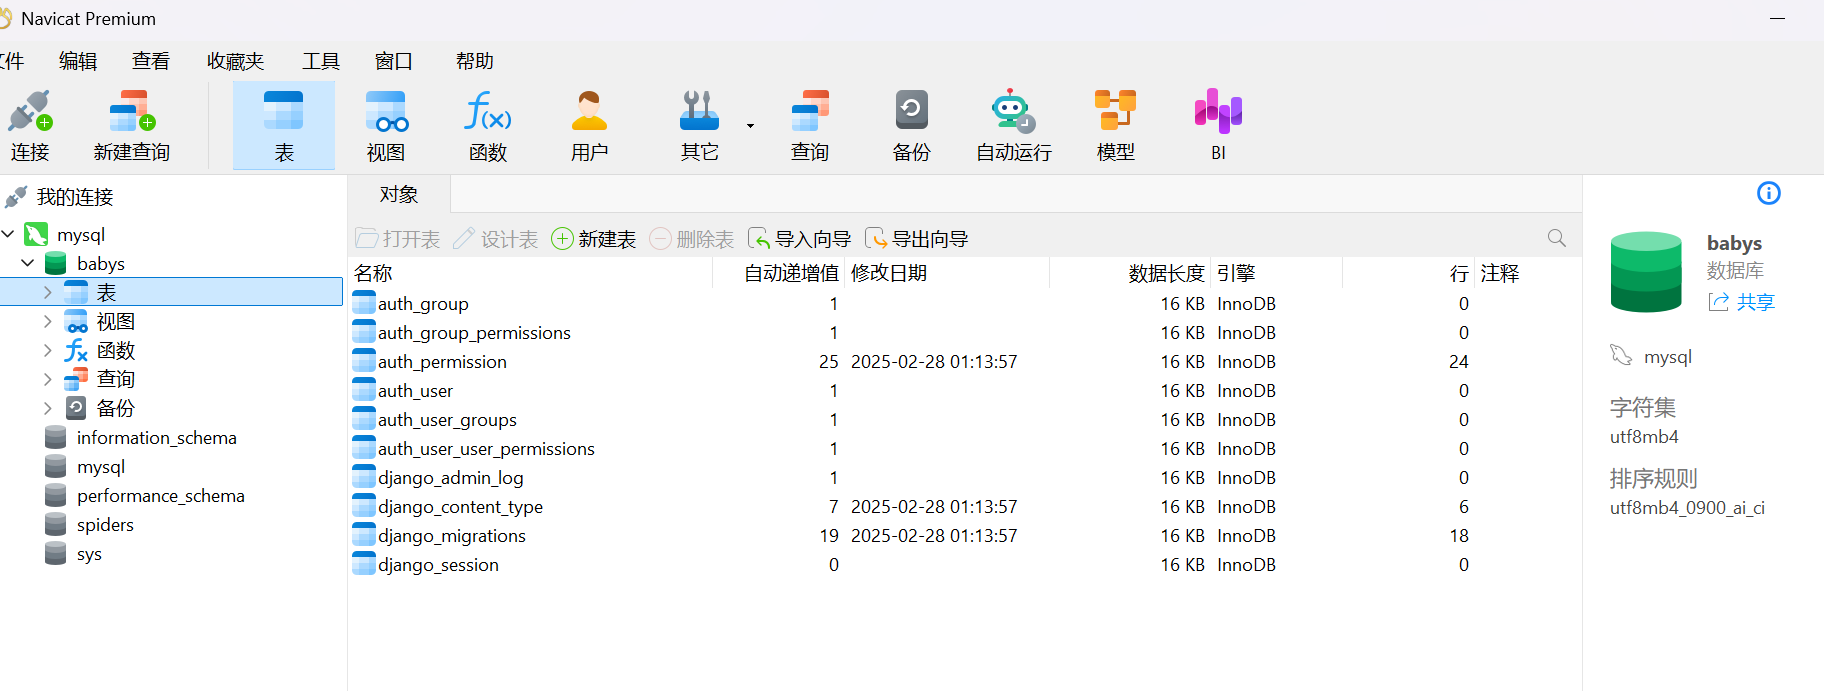 Navicat Premium
文件 编辑 查看 收藏夹 工具 窗口 帮助
连接 新建查询 表 视图 函数 用户 其它 查询 备份 自动运行 模型 BI
我的连接
mysql
babys
表
视图
函数
查询
备份
information_schema
mysql
performance_schema
spiders
sys
对象
打开表 设计表 新建表 删除表 导入向导 导出向导
名称 自动递增值 修改日期 数据长度 引擎 行 注释
auth_group 1 16 KB InnoDB 0
auth_group_permissions 1 16 KB InnoDB 0
auth_permission 25 2025-02-28 01:13:57 16 KB InnoDB 24
auth_user 1 16 KB InnoDB 0
auth_user_groups 1 16 KB InnoDB 0
auth_user_user_permissions 1 16 KB InnoDB 0
django_admin_log 1 16 KB InnoDB 0
django_content_type 7 2025-02-28 01:13:57 16 KB InnoDB 6
django_migrations 19 2025-02-28 01:13:57 16 KB InnoDB 18
django_session 0 16 KB InnoDB 0
babys
数据库
共享
mysql
字符集
utf8mb4
排序规则
utf8mb4_0900_ai_ci